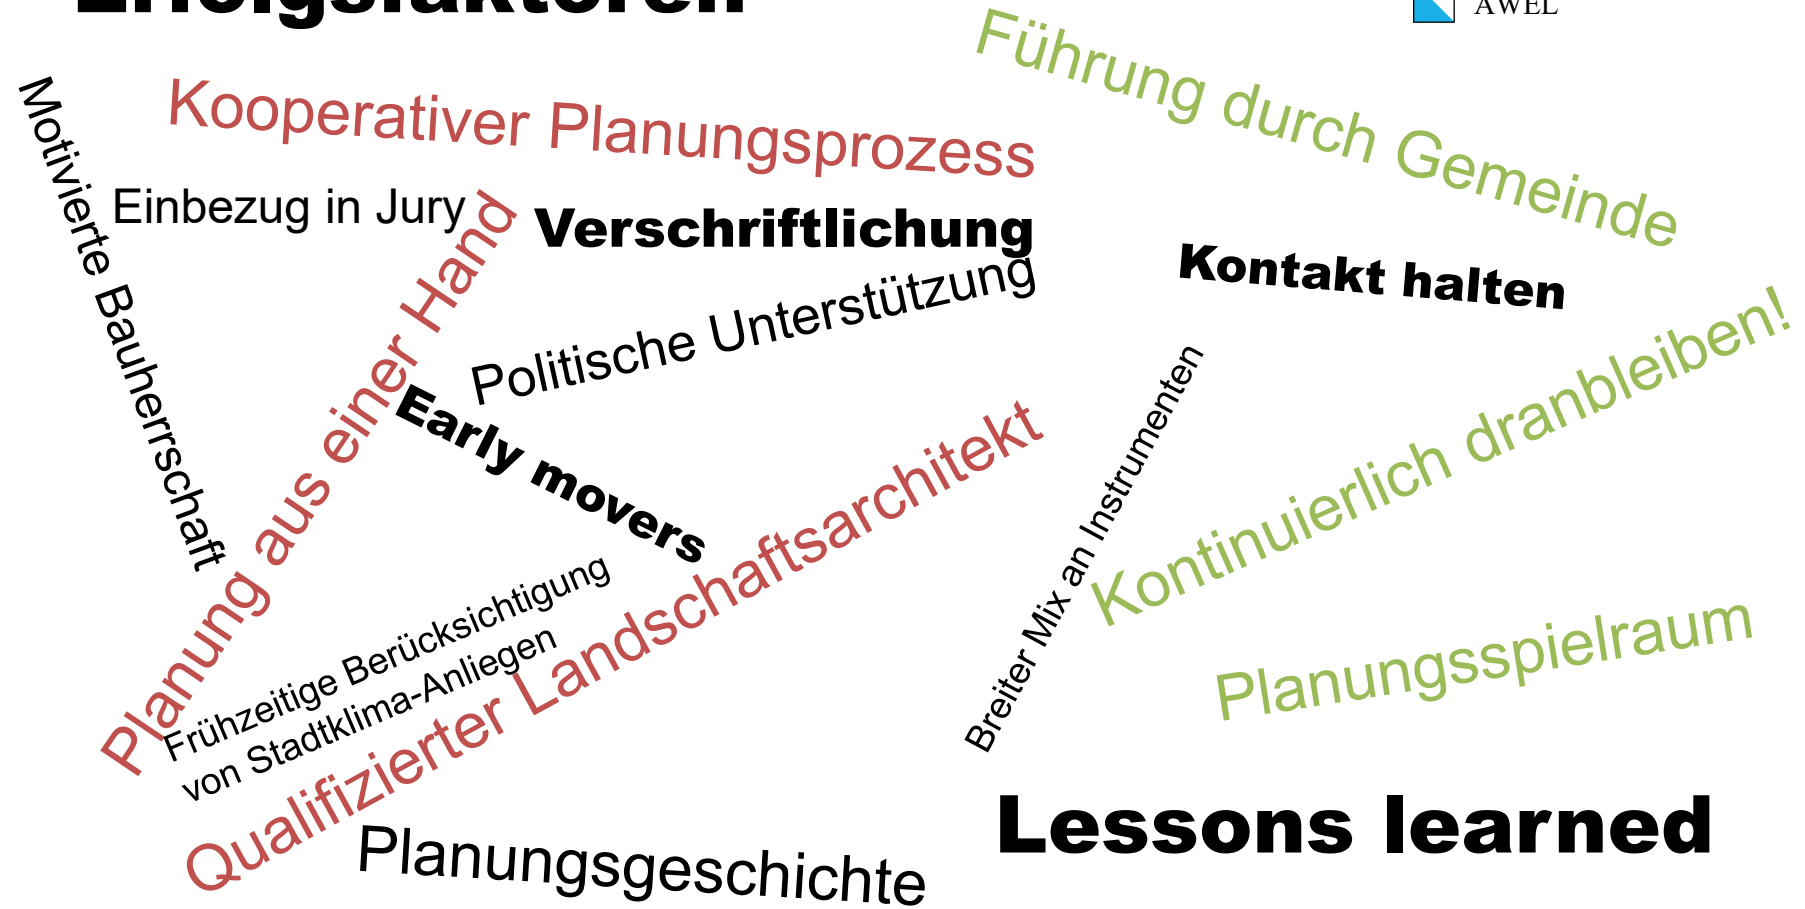 Erfolgsfaktoren
AWEL
Führung durch Gemeinde
Kooperativer Planungsprozess
Motivierte Bauherrschaft
Einbezug in Jury
Verschriftlichung
Kontakt halten
Planung aus einer Hand
Politische Unterstützung
Early movers
Kontinuierlich dranbleiben!
Breiter Mix an Instrumenten
Qualifizierter Landschaftsarchitekt
Frühzeitige Berücksichtigung
von Stadtklima-Anliegen
Planungsspielraum
Lessons learned
Planungsgeschichte